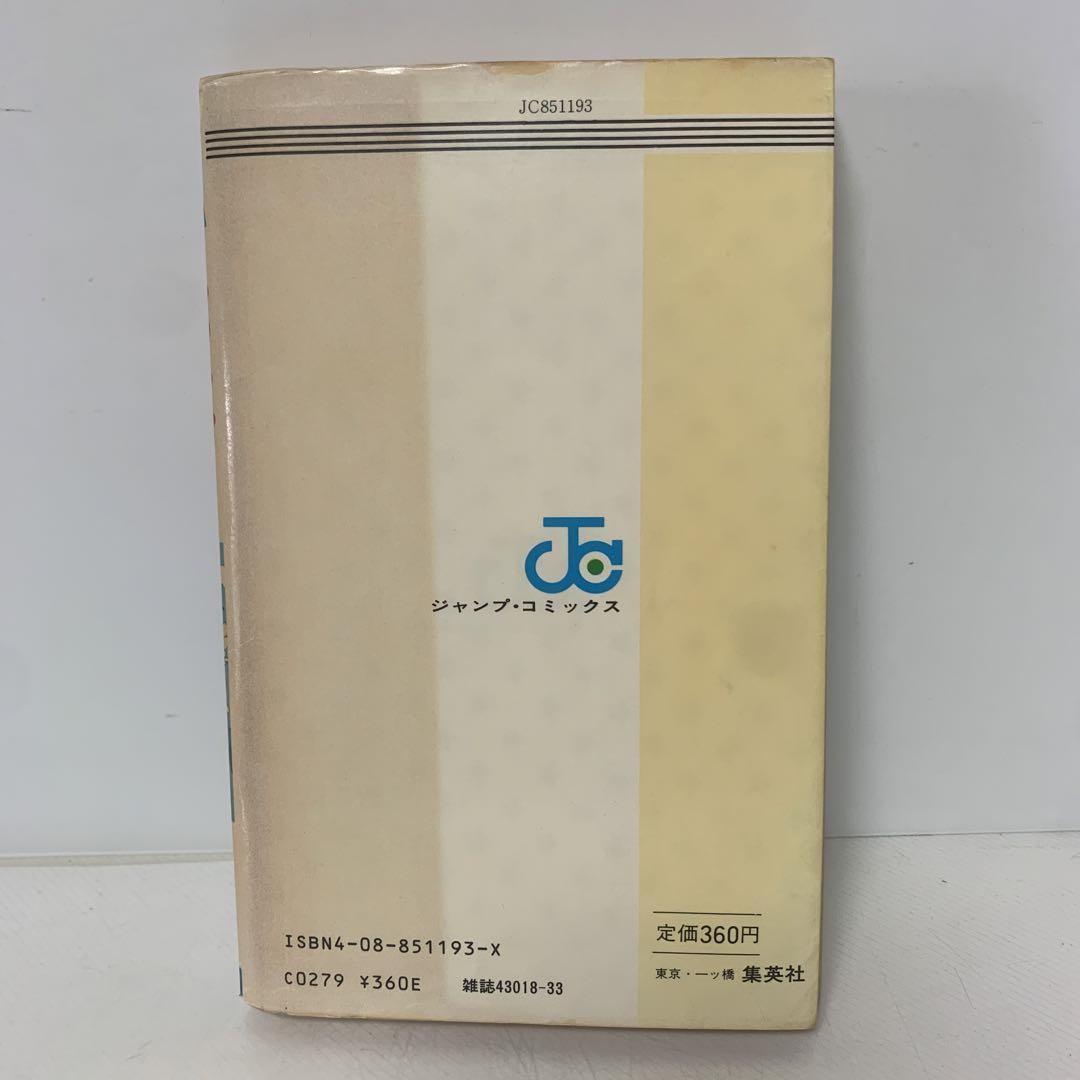 JC851193
JC
ジャンプ・コミックス
ISBN4-08-851193-X
C0279 ¥360E
雑誌43018-33
定価360円
東京・一ッ橋 集英社